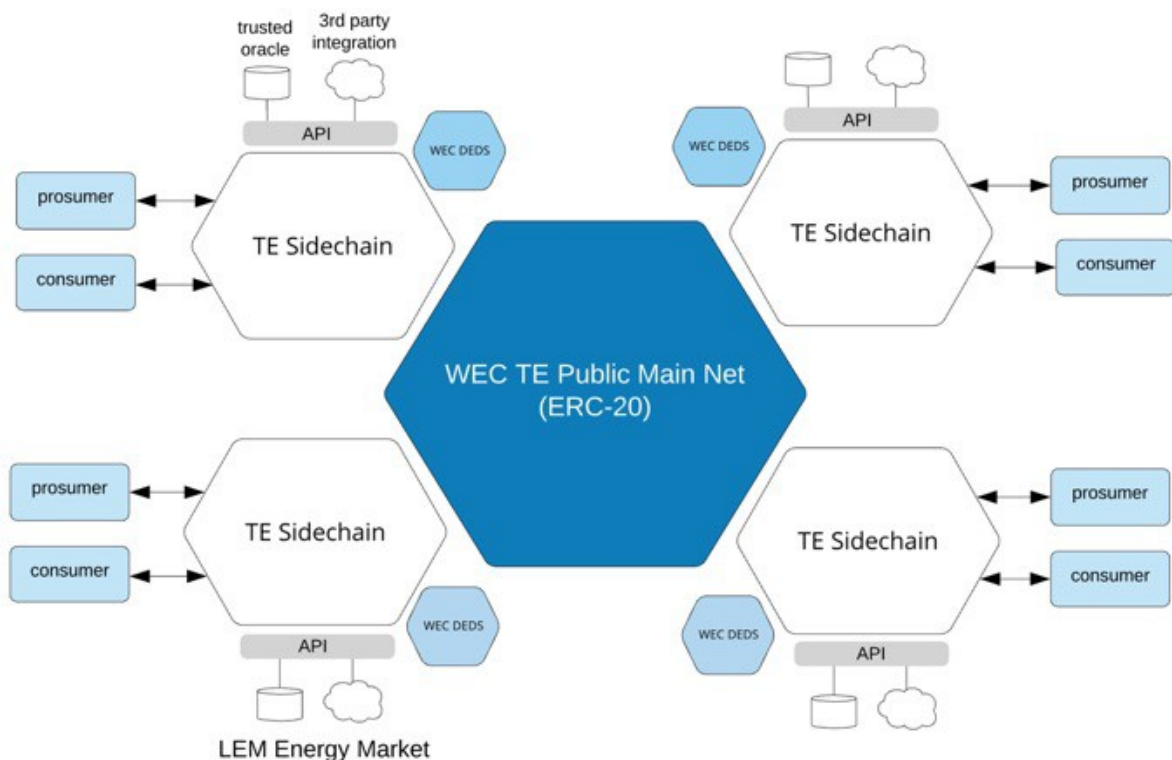 trusted
oracle
3rd party
integration
API
WEC DEDS
prosumer
consumer
TE Sidechain
API
WEC DEDS
TE Sidechain
prosumer
consumer
WEC TE Public Main Net
(ERC-20)
prosumer
consumer
TE Sidechain
WEC DEDS
API
LEM Energy Market
TE Sidechain
prosumer
consumer
WEC DEDS
API